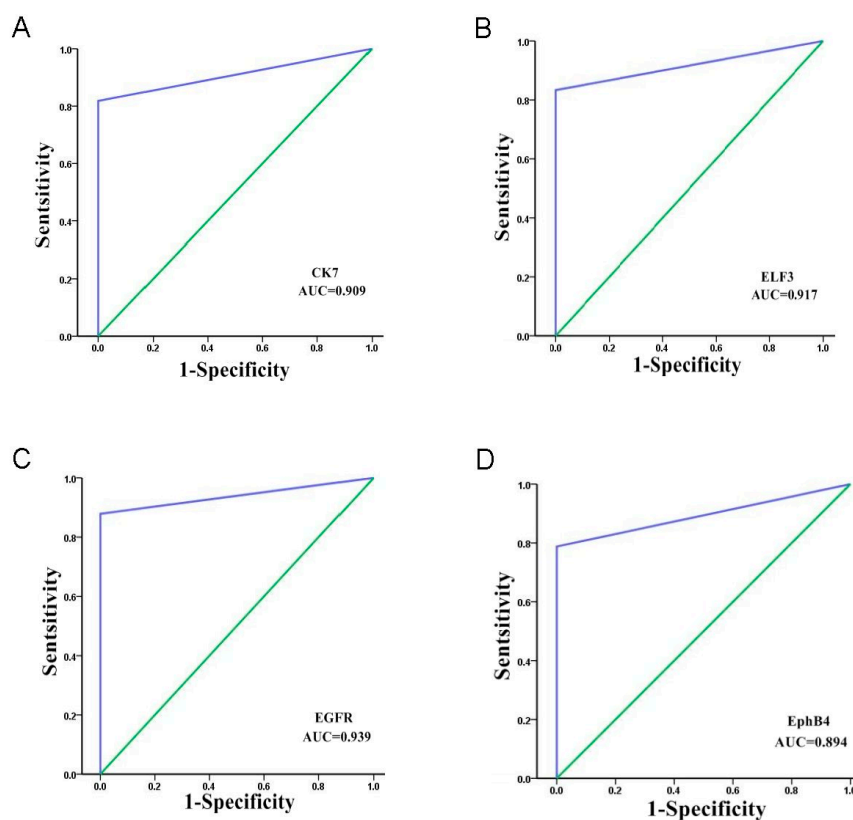 A
1.0
0.8
0.6
0.4
0.2
0.0
Sentsitivity
CK7
AUC=0.909
0.0 0.2 0.4 0.6 0.8 1.0
1-Specificity
B
1.0
0.8
0.6
0.4
0.2
0.0
Sentsitivity
ELF3
AUC=0.917
0.0 0.2 0.4 0.6 0.8 1.0
1-Specificity
C
1.0
0.8
0.6
0.4
0.2
0.0
Sentsitivity
EGFR
AUC=0.939
0.0 0.2 0.4 0.6 0.8 1.0
1-Specificity
D
1.0
0.8
0.6
0.4
0.2
0.0
Sentsitivity
EphB4
AUC=0.894
0.0 0.2 0.4 0.6 0.8 1.0
1-Specificity